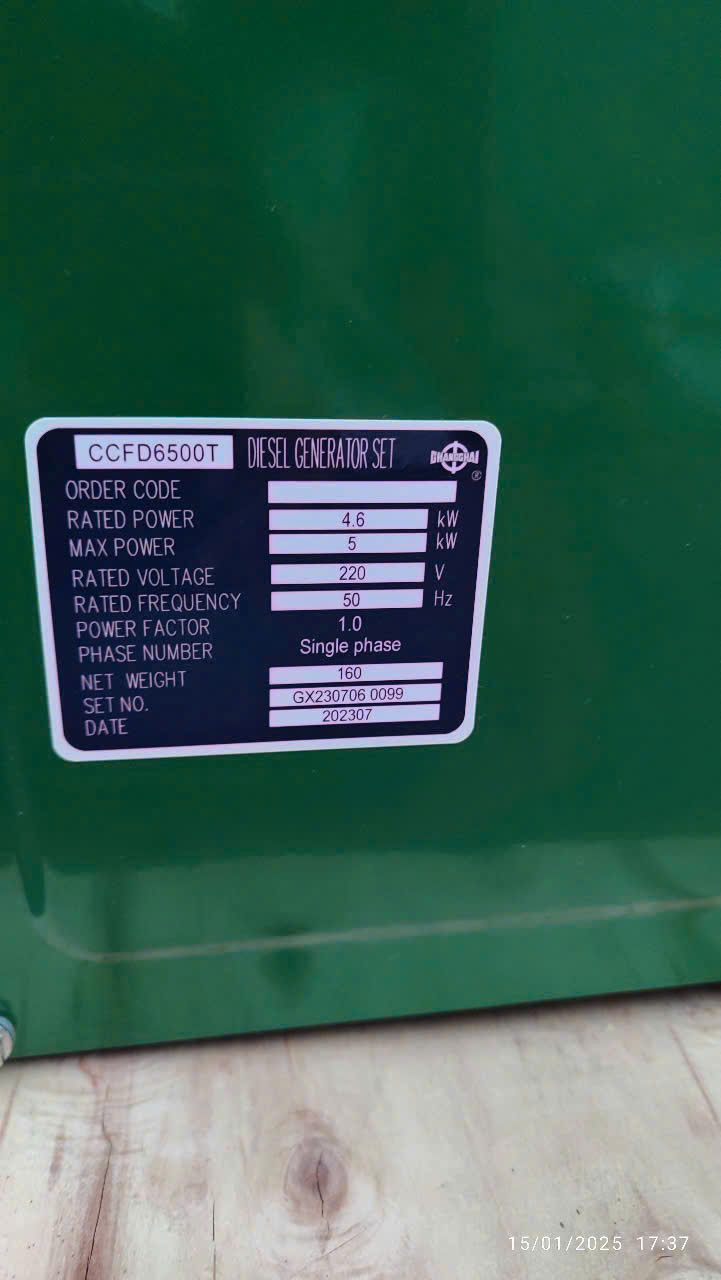 CCFD6500T DIESEL GENERATOR SET CHANGCHAI ®
ORDER CODE
RATED POWER 4.6 kW
MAX POWER 5 kW
RATED VOLTAGE 220 V
RATED FREQUENCY 50 Hz
POWER FACTOR 1.0
PHASE NUMBER Single phase
NET WEIGHT 160
SET NO. GX230706 0099
DATE 202307
15/01/2025 17:37